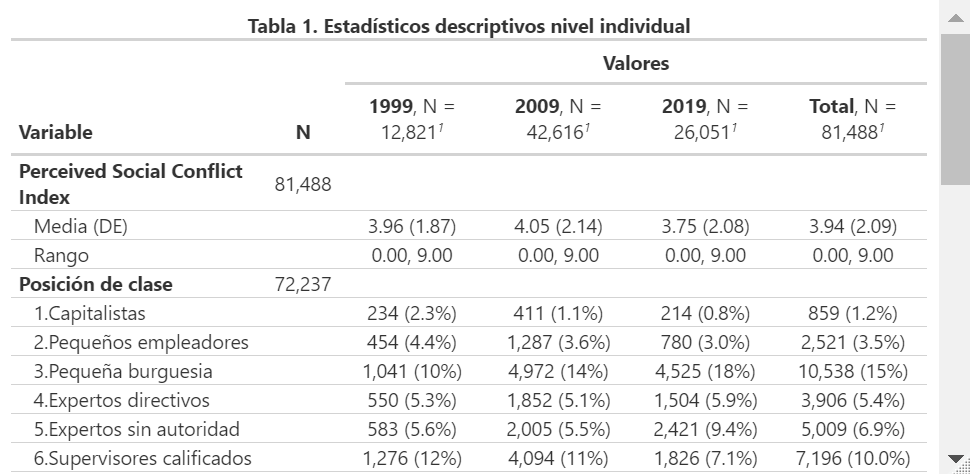 Tabla 1. Estadísticos descriptivos nivel individual
Valores
Variable N 1999, N = 12,821¹ 2009, N = 42,616¹ 2019, N = 26,051¹ Total, N = 81,488¹
Perceived Social Conflict Index 81,488
Media (DE) 3.96 (1.87) 4.05 (2.14) 3.75 (2.08) 3.94 (2.09)
Rango 0.00, 9.00 0.00, 9.00 0.00, 9.00 0.00, 9.00
Posición de clase 72,237
1.Capitalistas 234 (2.3%) 411 (1.1%) 214 (0.8%) 859 (1.2%)
2.Pequeños empleadores 454 (4.4%) 1,287 (3.6%) 780 (3.0%) 2,521 (3.5%)
3.Pequeña burguesia 1,041 (10%) 4,972 (14%) 4,525 (18%) 10,538 (15%)
4.Expertos directivos 550 (5.3%) 1,852 (5.1%) 1,504 (5.9%) 3,906 (5.4%)
5.Expertos sin autoridad 583 (5.6%) 2,005 (5.5%) 2,421 (9.4%) 5,009 (6.9%)
6.Supervisores calificados 1,276 (12%) 4,094 (11%) 1,826 (7.1%) 7,196 (10.0%)